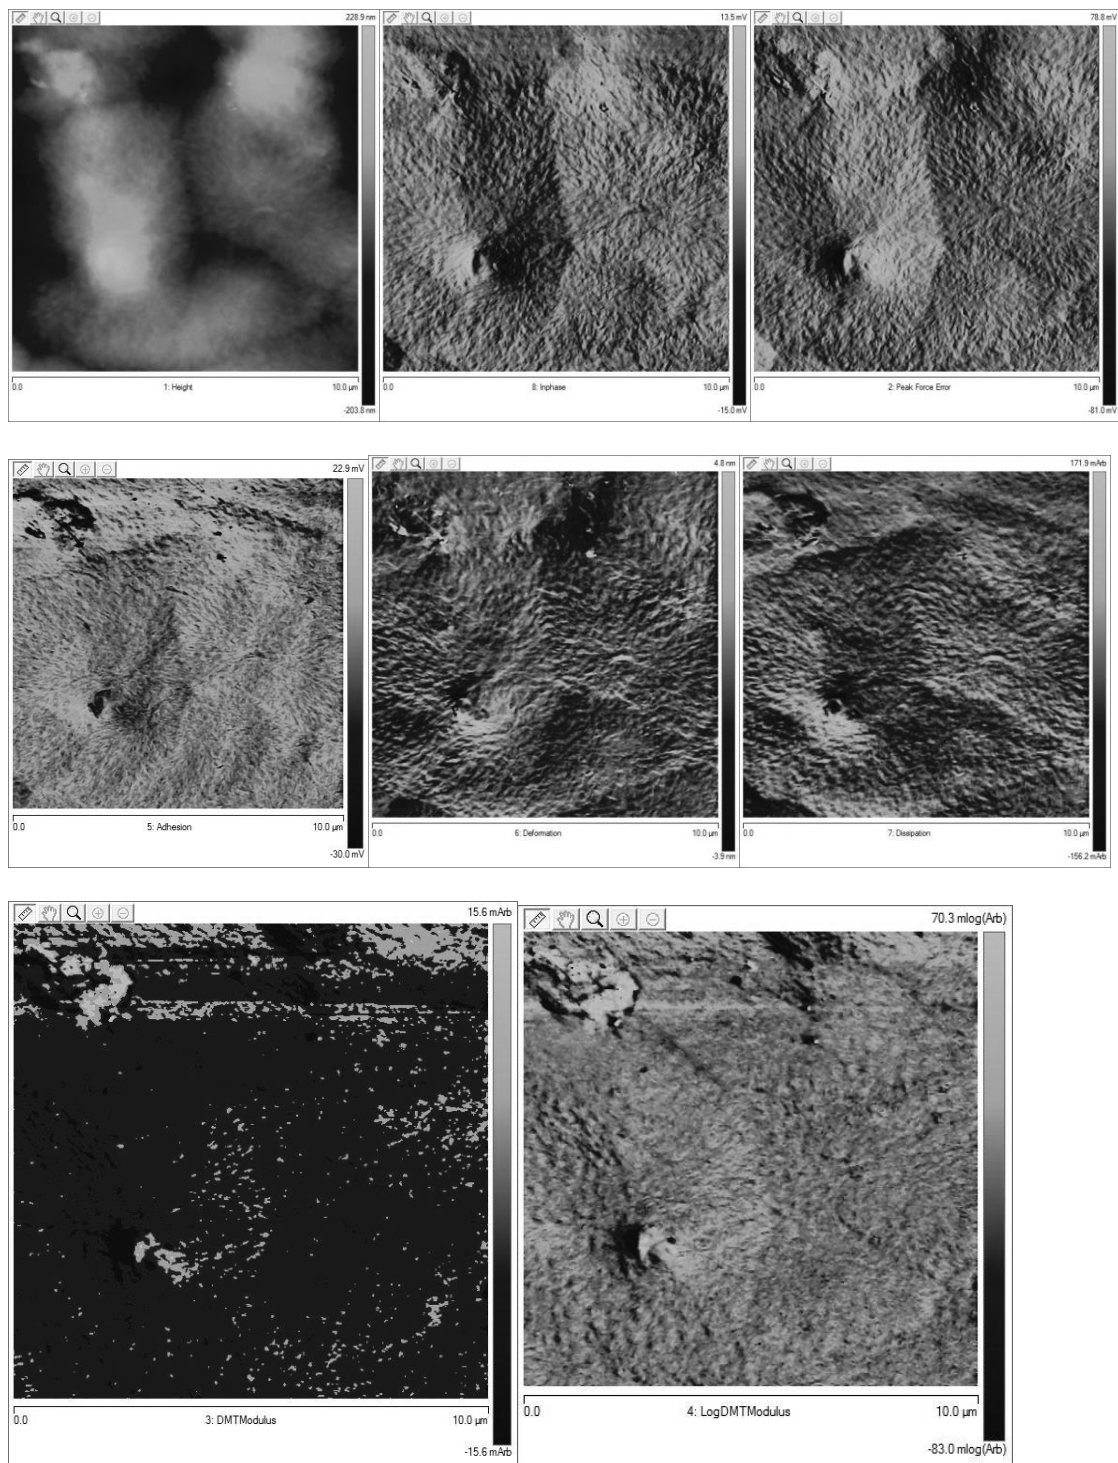 228.9 nm
0.0 1: Height 10.0 µm
-203.8 nm
13.5 mV
0.0 8: Inphase 10.0 µm
-15.0 mV
78.8 mV
0.0 2: Peak Force Error 10.0 µm
-81.0 mV
22.9 mV
0.0 5: Adhesion 10.0 µm
-30.0 mV
4.8 nm
0.0 6: Deformation 10.0 µm
-3.9 nm
171.9 mArb
0.0 7: Dissipation 10.0 µm
-156.2 mArb
15.6 mArb
0.0 3: DMTModulus 10.0 µm
-15.6 mArb
70.3 mlog(Arb)
0.0 4: LogDMTModulus 10.0 µm
-83.0 mlog(Arb)